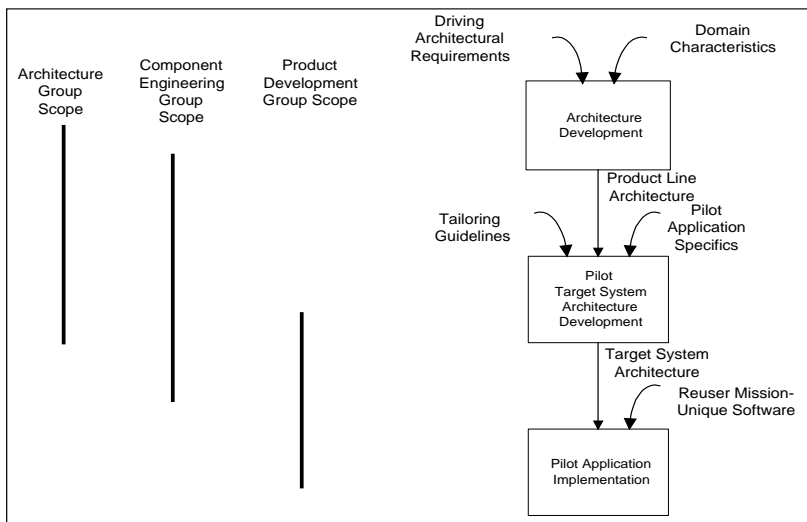 Architecture
Group
Scope
Component
Engineering
Group
Scope
Product
Development
Group Scope
Driving
Architectural
Requirements
Domain
Characteristics
Architecture
Development
Product Line
Architecture
Tailoring
Guidelines
Pilot
Application
Specifics
Pilot
Target System
Architecture
Development
Target System
Architecture
Reuser Mission-
Unique Software
Pilot Application
Implementation